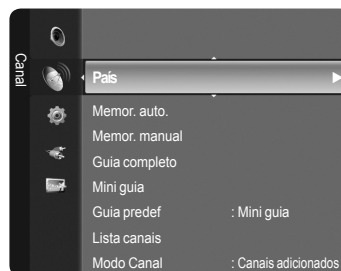 Canal
País
Memor. auto.
Memor. manual
Guia completo
Mini guia
Guia predef : Mini guia
Lista canais
Modo Canal : Canais adicionados